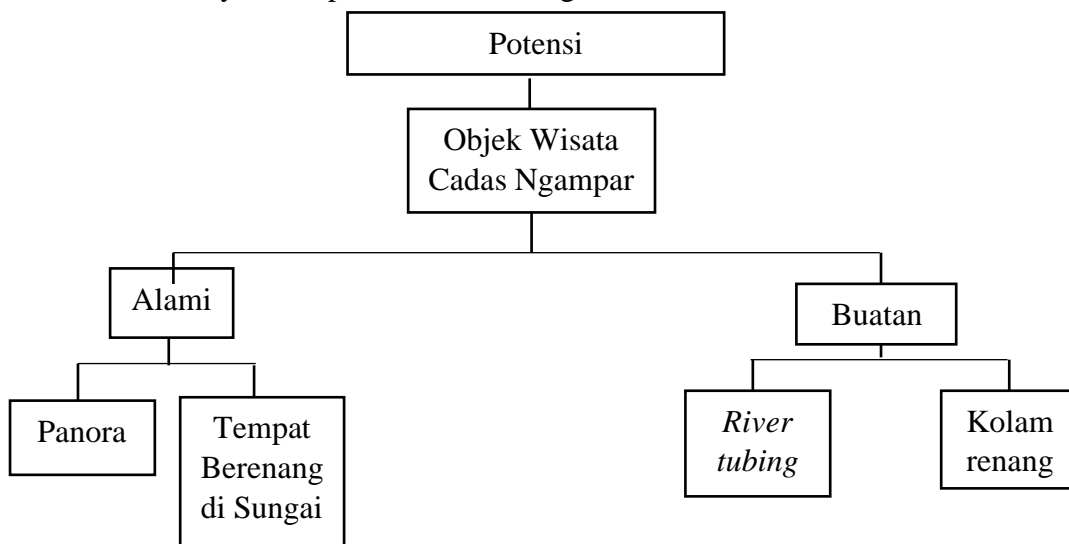 Potensi
Objek Wisata
Cadas Ngampar
Alami
Buatan
Panora
Tempat
Berenang
di Sungai
River
tubing
Kolam
renang